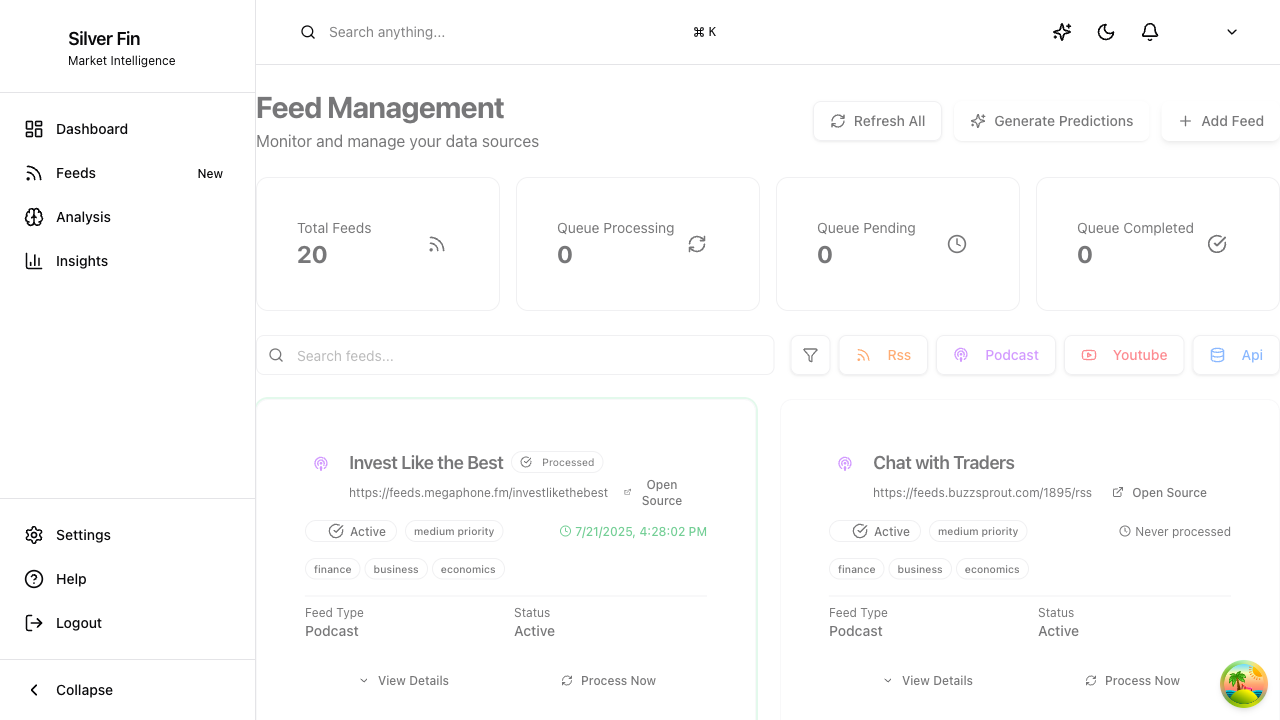 Silver Fin
Market Intelligence
Dashboard
Feeds New
Analysis
Insights
Settings
Help
Logout
Collapse
Search anything... ⌘ K
Feed Management
Monitor and manage your data sources
Refresh All
Generate Predictions
Add Feed
Total Feeds
20
Queue Processing
0
Queue Pending
0
Queue Completed
0
Search feeds...
Rss
Podcast
Youtube
Api
Invest Like the Best Processed
https://feeds.megaphone.fm/investlikethebest
Open
Source
Active medium priority 7/21/2025, 4:28:02 PM
finance business economics
Feed Type Status
Podcast Active
View Details Process Now
Chat with Traders
https://feeds.buzzsprout.com/1895/rss Open Source
Active medium priority Never processed
finance business economics
Feed Type Status
Podcast Active
View Details Process Now